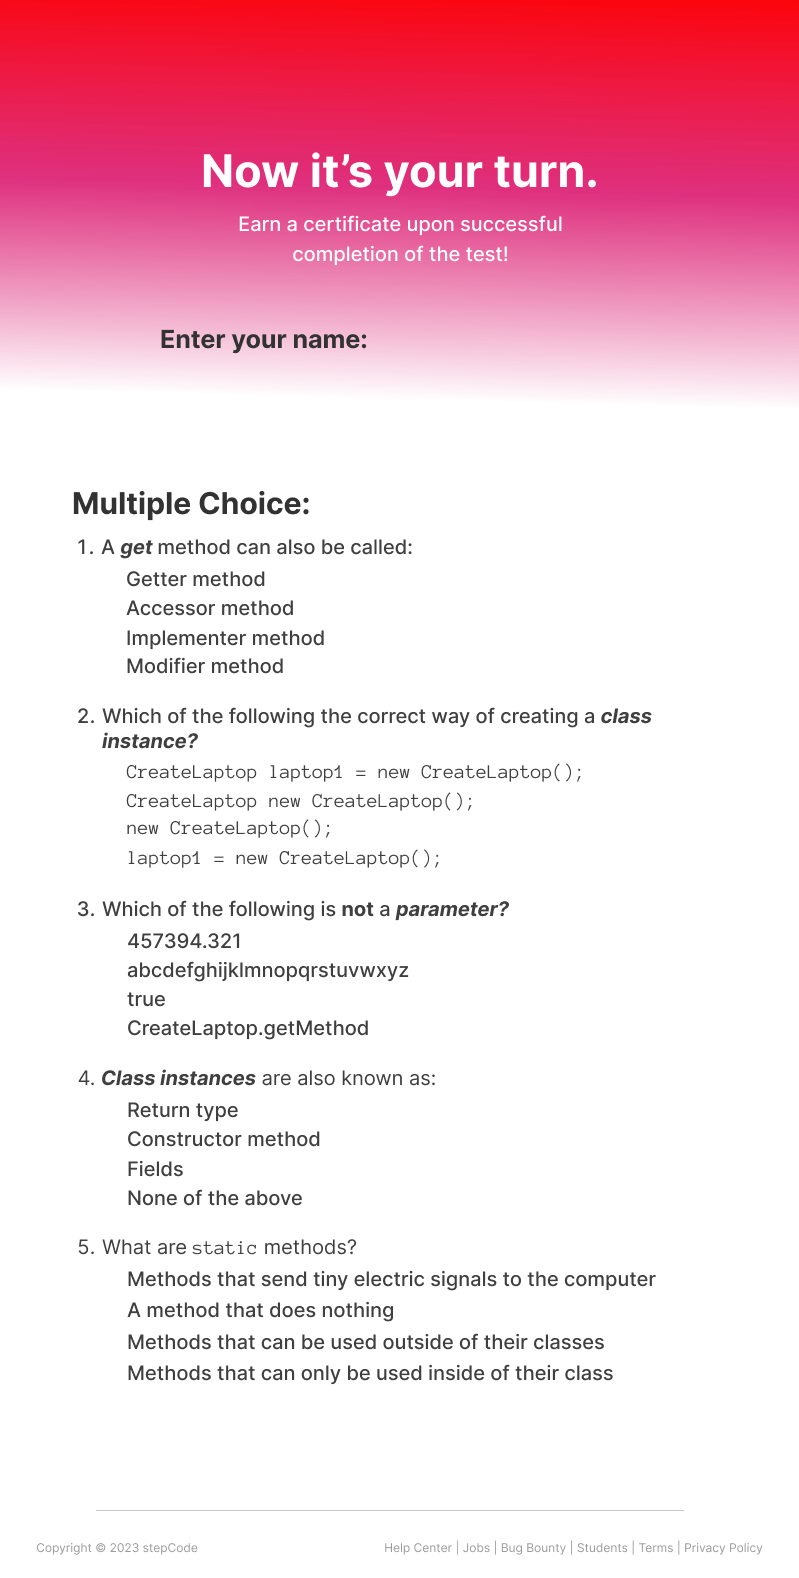 Now it’s your turn.
Earn a certificate upon successful
completion of the test!
Enter your name:
Multiple Choice:
1. A get method can also be called:
Getter method
Accessor method
Implementer method
Modifier method
2. Which of the following the correct way of creating a class
instance?
CreateLaptop laptop1 = new CreateLaptop();
CreateLaptop new CreateLaptop();
new CreateLaptop();
laptop1 = new CreateLaptop();
3. Which of the following is not a parameter?
457394.321
abcdefghijklmnopqrstuvwxyz
true
CreateLaptop.getMethod
4. Class instances are also known as:
Return type
Constructor method
Fields
None of the above
5. What are static methods?
Methods that send tiny electric signals to the computer
A method that does nothing
Methods that can be used outside of their classes
Methods that can only be used inside of their class
Copyright © 2023 stepCode
Help Center | Jobs | Bug Bounty | Students | Terms | Privacy Policy